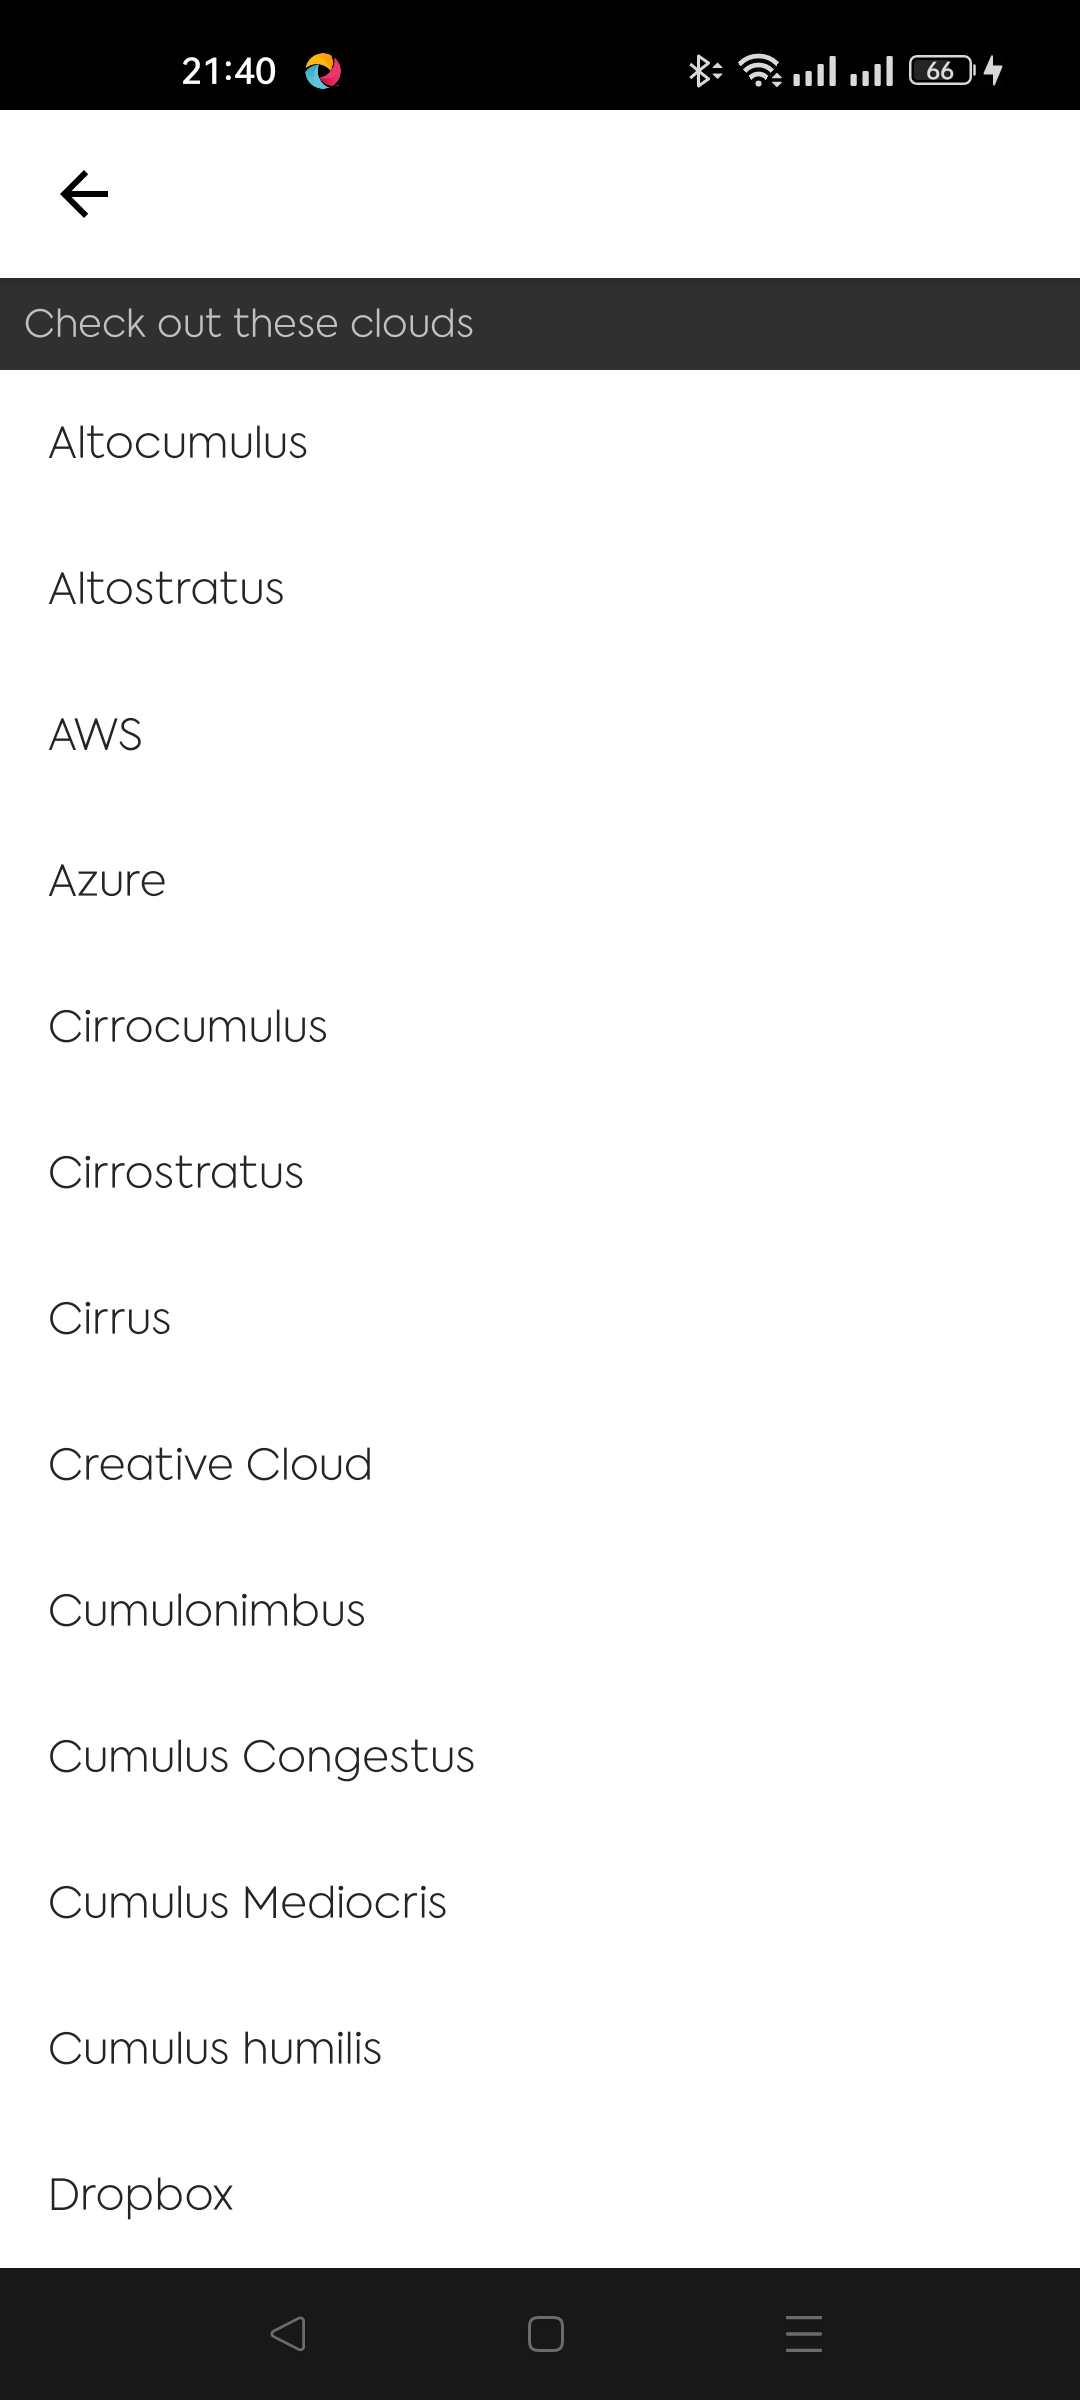 21:40
66
Check out these clouds
Altocumulus
Altostratus
AWS
Azure
Cirrocumulus
Cirrostratus
Cirrus
Creative Cloud
Cumulonimbus
Cumulus Congestus
Cumulus Mediocris
Cumulus humilis
Dropbox